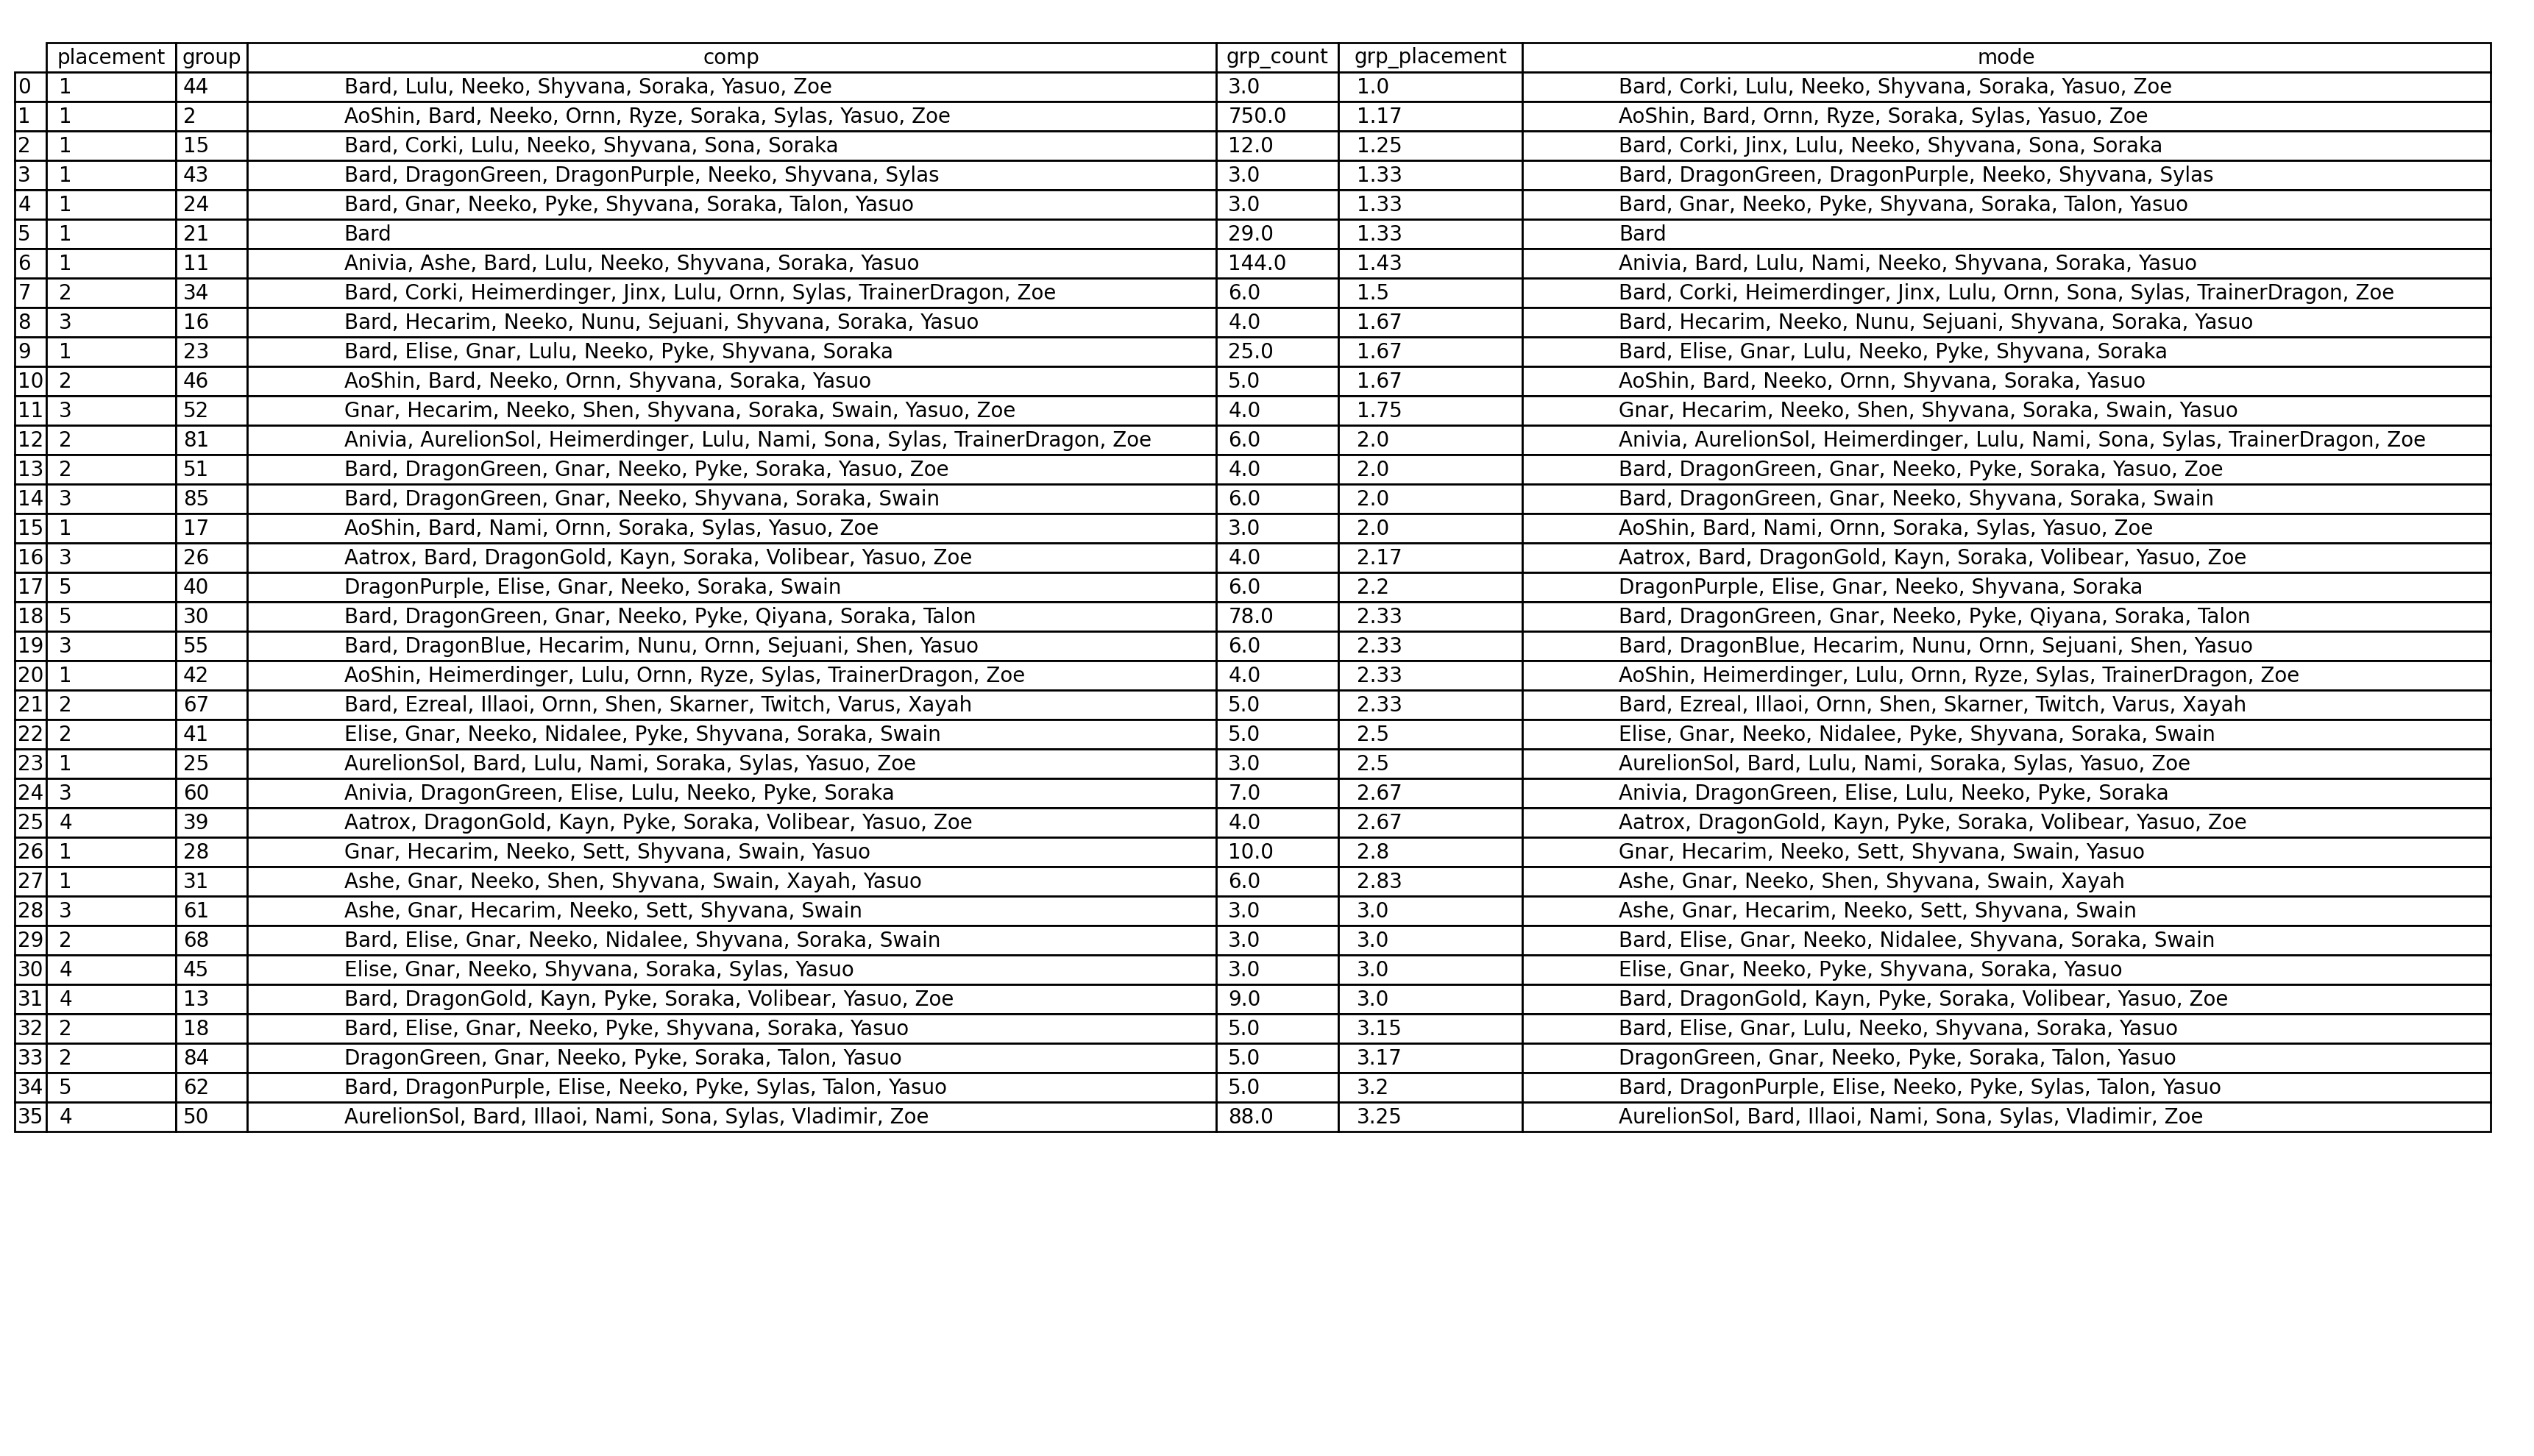 placement group comp grp_count grp_placement mode
0 1 44 Bard, Lulu, Neeko, Shyvana, Soraka, Yasuo, Zoe 3.0 1.0 Bard, Corki, Lulu, Neeko, Shyvana, Soraka, Yasuo, Zoe
1 1 2 AoShin, Bard, Neeko, Ornn, Ryze, Soraka, Sylas, Yasuo, Zoe 750.0 1.17 AoShin, Bard, Ornn, Ryze, Soraka, Sylas, Yasuo, Zoe
2 1 15 Bard, Corki, Lulu, Neeko, Shyvana, Sona, Soraka 12.0 1.25 Bard, Corki, Jinx, Lulu, Neeko, Shyvana, Sona, Soraka
3 1 43 Bard, DragonGreen, DragonPurple, Neeko, Shyvana, Sylas 3.0 1.33 Bard, DragonGreen, DragonPurple, Neeko, Shyvana, Sylas
4 1 24 Bard, Gnar, Neeko, Pyke, Shyvana, Soraka, Talon, Yasuo 3.0 1.33 Bard, Gnar, Neeko, Pyke, Shyvana, Soraka, Talon, Yasuo
5 1 21 Bard 29.0 1.33 Bard
6 1 11 Anivia, Ashe, Bard, Lulu, Neeko, Shyvana, Soraka, Yasuo 144.0 1.43 Anivia, Bard, Lulu, Nami, Neeko, Shyvana, Soraka, Yasuo
7 2 34 Bard, Corki, Heimerdinger, Jinx, Lulu, Ornn, Sylas, TrainerDragon, Zoe 6.0 1.5 Bard, Corki, Heimerdinger, Jinx, Lulu, Ornn, Sona, Sylas, TrainerDragon, Zoe
8 3 16 Bard, Hecarim, Neeko, Nunu, Sejuani, Shyvana, Soraka, Yasuo 4.0 1.67 Bard, Hecarim, Neeko, Nunu, Sejuani, Shyvana, Soraka, Yasuo
9 1 23 Bard, Elise, Gnar, Lulu, Neeko, Pyke, Shyvana, Soraka 25.0 1.67 Bard, Elise, Gnar, Lulu, Neeko, Pyke, Shyvana, Soraka
10 2 46 AoShin, Bard, Neeko, Ornn, Shyvana, Soraka, Yasuo 5.0 1.67 AoShin, Bard, Neeko, Ornn, Shyvana, Soraka, Yasuo
11 3 52 Gnar, Hecarim, Neeko, Shen, Shyvana, Soraka, Swain, Yasuo, Zoe 4.0 1.75 Gnar, Hecarim, Neeko, Shen, Shyvana, Soraka, Swain, Yasuo
12 2 81 Anivia, AurelionSol, Heimerdinger, Lulu, Nami, Sona, Sylas, TrainerDragon, Zoe 6.0 2.0 Anivia, AurelionSol, Heimerdinger, Lulu, Nami, Sona, Sylas, TrainerDragon, Zoe
13 2 51 Bard, DragonGreen, Gnar, Neeko, Pyke, Soraka, Yasuo, Zoe 4.0 2.0 Bard, DragonGreen, Gnar, Neeko, Pyke, Soraka, Yasuo, Zoe
14 3 85 Bard, DragonGreen, Gnar, Neeko, Shyvana, Soraka, Swain 6.0 2.0 Bard, DragonGreen, Gnar, Neeko, Shyvana, Soraka, Swain
15 1 17 AoShin, Bard, Nami, Ornn, Soraka, Sylas, Yasuo, Zoe 3.0 2.0 AoShin, Bard, Nami, Ornn, Soraka, Sylas, Yasuo, Zoe
16 3 26 Aatrox, Bard, DragonGold, Kayn, Soraka, Volibear, Yasuo, Zoe 4.0 2.17 Aatrox, Bard, DragonGold, Kayn, Soraka, Volibear, Yasuo, Zoe
17 5 40 DragonPurple, Elise, Gnar, Neeko, Soraka, Swain 6.0 2.2 DragonPurple, Elise, Gnar, Neeko, Shyvana, Soraka
18 5 30 Bard, DragonGreen, Gnar, Neeko, Pyke, Qiyana, Soraka, Talon 78.0 2.33 Bard, DragonGreen, Gnar, Neeko, Pyke, Qiyana, Soraka, Talon
19 3 55 Bard, DragonBlue, Hecarim, Nunu, Ornn, Sejuani, Shen, Yasuo 6.0 2.33 Bard, DragonBlue, Hecarim, Nunu, Ornn, Sejuani, Shen, Yasuo
20 1 42 AoShin, Heimerdinger, Lulu, Ornn, Ryze, Sylas, TrainerDragon, Zoe 4.0 2.33 AoShin, Heimerdinger, Lulu, Ornn, Ryze, Sylas, TrainerDragon, Zoe
21 2 67 Bard, Ezreal, Illaoi, Ornn, Shen, Skarner, Twitch, Varus, Xayah 5.0 2.33 Bard, Ezreal, Illaoi, Ornn, Shen, Skarner, Twitch, Varus, Xayah
22 2 41 Elise, Gnar, Neeko, Nidalee, Pyke, Shyvana, Soraka, Swain 5.0 2.5 Elise, Gnar, Neeko, Nidalee, Pyke, Shyvana, Soraka, Swain
23 1 25 AurelionSol, Bard, Lulu, Nami, Soraka, Sylas, Yasuo, Zoe 3.0 2.5 AurelionSol, Bard, Lulu, Nami, Soraka, Sylas, Yasuo, Zoe
24 3 60 Anivia, DragonGreen, Elise, Lulu, Neeko, Pyke, Soraka 7.0 2.67 Anivia, DragonGreen, Elise, Lulu, Neeko, Pyke, Soraka
25 4 39 Aatrox, DragonGold, Kayn, Pyke, Soraka, Volibear, Yasuo, Zoe 4.0 2.67 Aatrox, DragonGold, Kayn, Pyke, Soraka, Volibear, Yasuo, Zoe
26 1 28 Gnar, Hecarim, Neeko, Sett, Shyvana, Swain, Yasuo 10.0 2.8 Gnar, Hecarim, Neeko, Sett, Shyvana, Swain, Yasuo
27 1 31 Ashe, Gnar, Neeko, Shen, Shyvana, Swain, Xayah, Yasuo 6.0 2.83 Ashe, Gnar, Neeko, Shen, Shyvana, Swain, Xayah
28 3 61 Ashe, Gnar, Hecarim, Neeko, Sett, Shyvana, Swain 3.0 3.0 Ashe, Gnar, Hecarim, Neeko, Sett, Shyvana, Swain
29 2 68 Bard, Elise, Gnar, Neeko, Nidalee, Shyvana, Soraka, Swain 3.0 3.0 Bard, Elise, Gnar, Neeko, Nidalee, Shyvana, Soraka, Swain
30 4 45 Elise, Gnar, Neeko, Shyvana, Soraka, Sylas, Yasuo 3.0 3.0 Elise, Gnar, Neeko, Pyke, Shyvana, Soraka, Yasuo
31 4 13 Bard, DragonGold, Kayn, Pyke, Soraka, Volibear, Yasuo, Zoe 9.0 3.0 Bard, DragonGold, Kayn, Pyke, Soraka, Volibear, Yasuo, Zoe
32 2 18 Bard, Elise, Gnar, Neeko, Pyke, Shyvana, Soraka, Yasuo 5.0 3.15 Bard, Elise, Gnar, Lulu, Neeko, Shyvana, Soraka, Yasuo
33 2 84 DragonGreen, Gnar, Neeko, Pyke, Soraka, Talon, Yasuo 5.0 3.17 DragonGreen, Gnar, Neeko, Pyke, Soraka, Talon, Yasuo
34 5 62 Bard, DragonPurple, Elise, Neeko, Pyke, Sylas, Talon, Yasuo 5.0 3.2 Bard, DragonPurple, Elise, Neeko, Pyke, Sylas, Talon, Yasuo
35 4 50 AurelionSol, Bard, Illaoi, Nami, Sona, Sylas, Vladimir, Zoe 88.0 3.25 AurelionSol, Bard, Illaoi, Nami, Sona, Sylas, Vladimir, Zoe